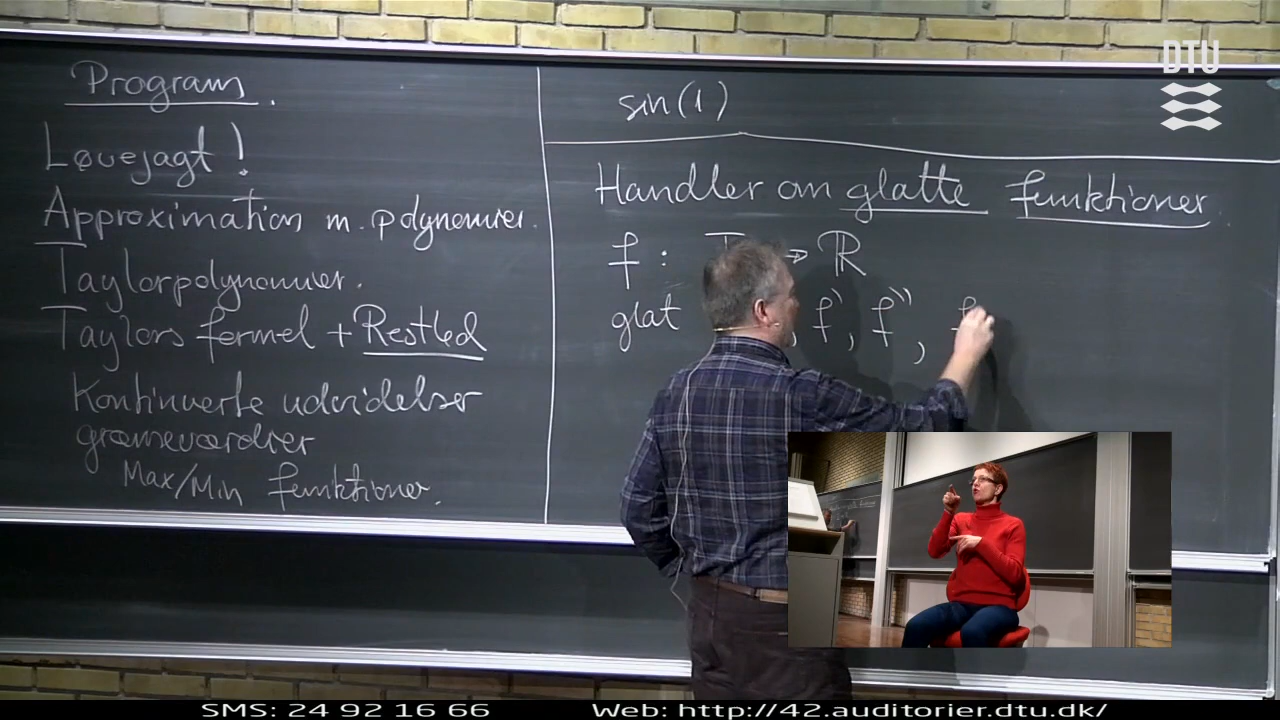 Program.
Løvejagt!
Approximation m. polynomier.
Taylorpolynomier.
Taylors formel + Restled
Kontinuerte udvidelser
grænseværdier
Max/Min funktioner.
sin(1)
Handler om glatte funktioner
f : I → ℝ
glat f', f'', f
DTU
SMS: 24 92 16 66 Web: http://42.auditorier.dtu.dk/